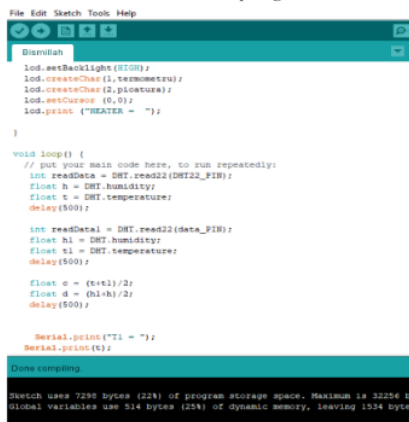 File Edit Sketch Tools Help
Bismillah
lcd.setBacklight(HIGH);
lcd.createChar(1,termometru);
lcd.createChar(2,picatura);
lcd.setCursor (0,0);
lcd.print ("HEATER =  ");
}
void loop() {
// put your main code here, to run repeatedly:
int readData = DHT.read22(DHT22_PIN);
float h = DHT.humidity;
float t = DHT.temperature;
delay(500);
int readData1 = DHT.read22(data_PIN);
float h1 = DHT.humidity;
float t1 = DHT.temperature;
delay(500);
float c = (t+t1)/2;
float d = (h1+h)/2;
delay(500);
Serial.print("T1 = ");
Serial.print(t);
Done compiling.
Sketch uses 7298 bytes (22%) of program storage space. Maximum is 32256 b
Global variables use 514 bytes (25%) of dynamic memory, leaving 1534 byte